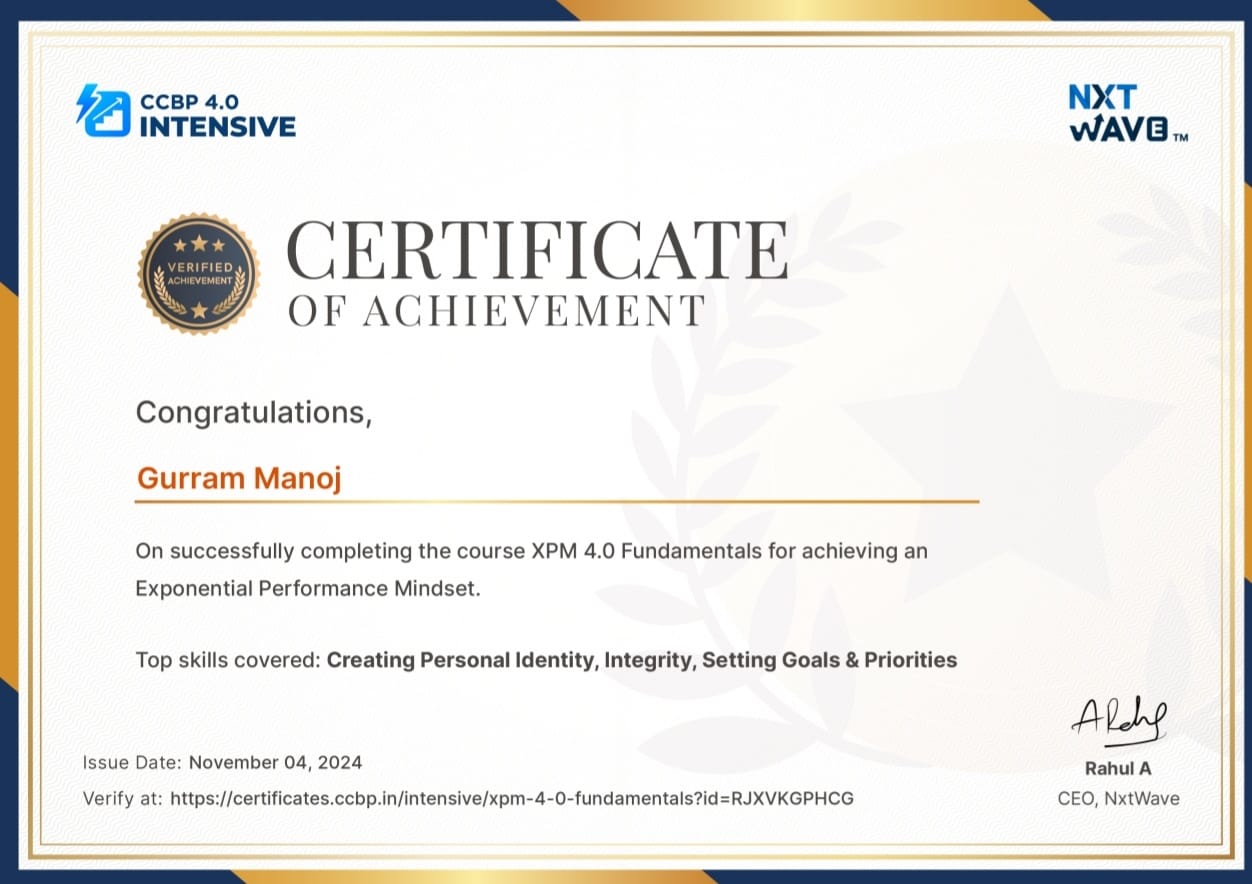 CCBP 4.0
INTENSIVE
NXT
WAVE TM
VERIFIED
ACHIEVEMENT
CERTIFICATE
OF ACHIEVEMENT
Congratulations,
Gurram Manoj
On successfully completing the course XPM 4.0 Fundamentals for achieving an
Exponential Performance Mindset.
Top skills covered: Creating Personal Identity, Integrity, Setting Goals & Priorities
Issue Date: November 04, 2024
Verify at: https://certificates.ccbp.in/intensive/xpm-4-0-fundamentals?id=RJXVKGPHCG
Rahul A
CEO, NxtWave